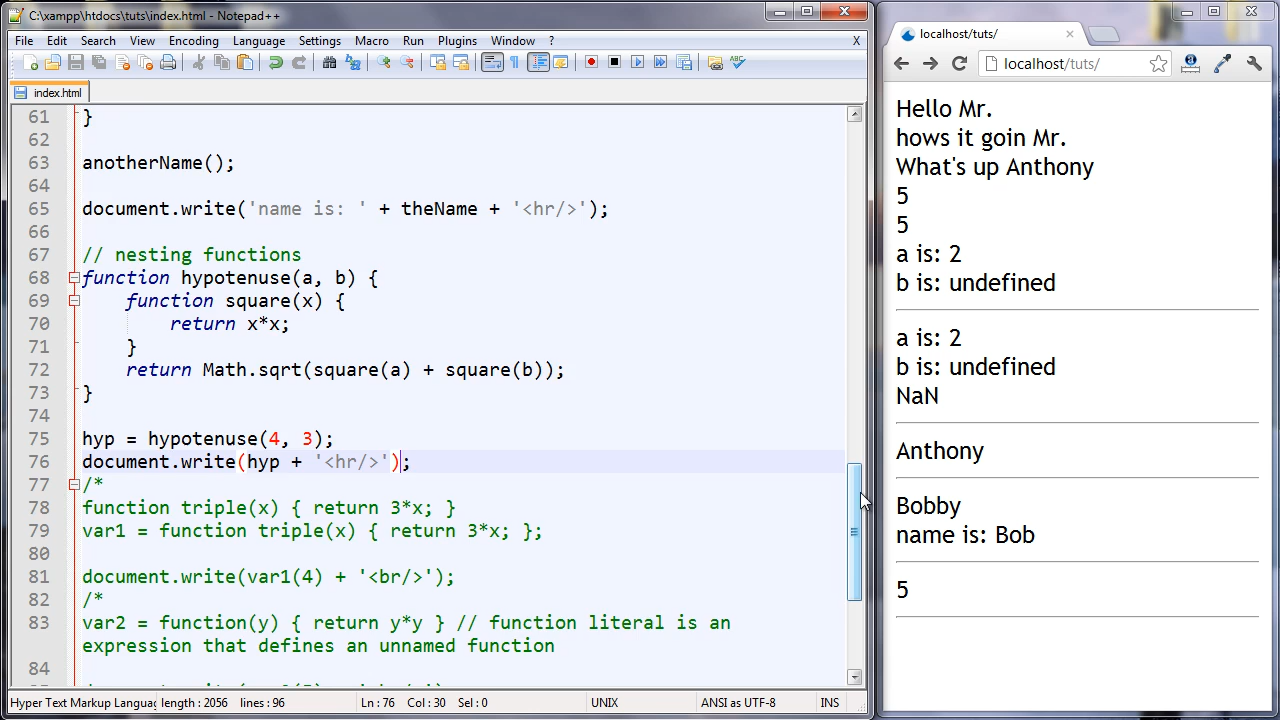 C:\xampp\htdocs\tuts\index.html - Notepad++
File Edit Search View Encoding Language Settings Macro Run Plugins Window ? X
index.html
61 }
62
63 anotherName();
64
65 document.write('name is: ' + theName + '<hr/>');
66
67 // nesting functions
68 function hypotenuse(a, b) {
69 function square(x) {
70 return x*x;
71 }
72 return Math.sqrt(square(a) + square(b));
73 }
74
75 hyp = hypotenuse(4, 3);
76 document.write(hyp + '<hr/>');
77 /*
78 function triple(x) { return 3*x; }
79 var1 = function triple(x) { return 3*x; };
80
81 document.write(var1(4) + '<br/>');
82 /*
83 var2 = function(y) { return y*y } // function literal is an
expression that defines an unnamed function
84
Hyper Text Markup Langua length : 2056 lines : 96 Ln : 76 Col : 30 Sel : 0 UNIX ANSI as UTF-8 INS
localhost/tuts/
localhost/tuts/
Hello Mr.
hows it goin Mr.
What's up Anthony
5
5
a is: 2
b is: undefined
a is: 2
b is: undefined
NaN
Anthony
Bobby
name is: Bob
5